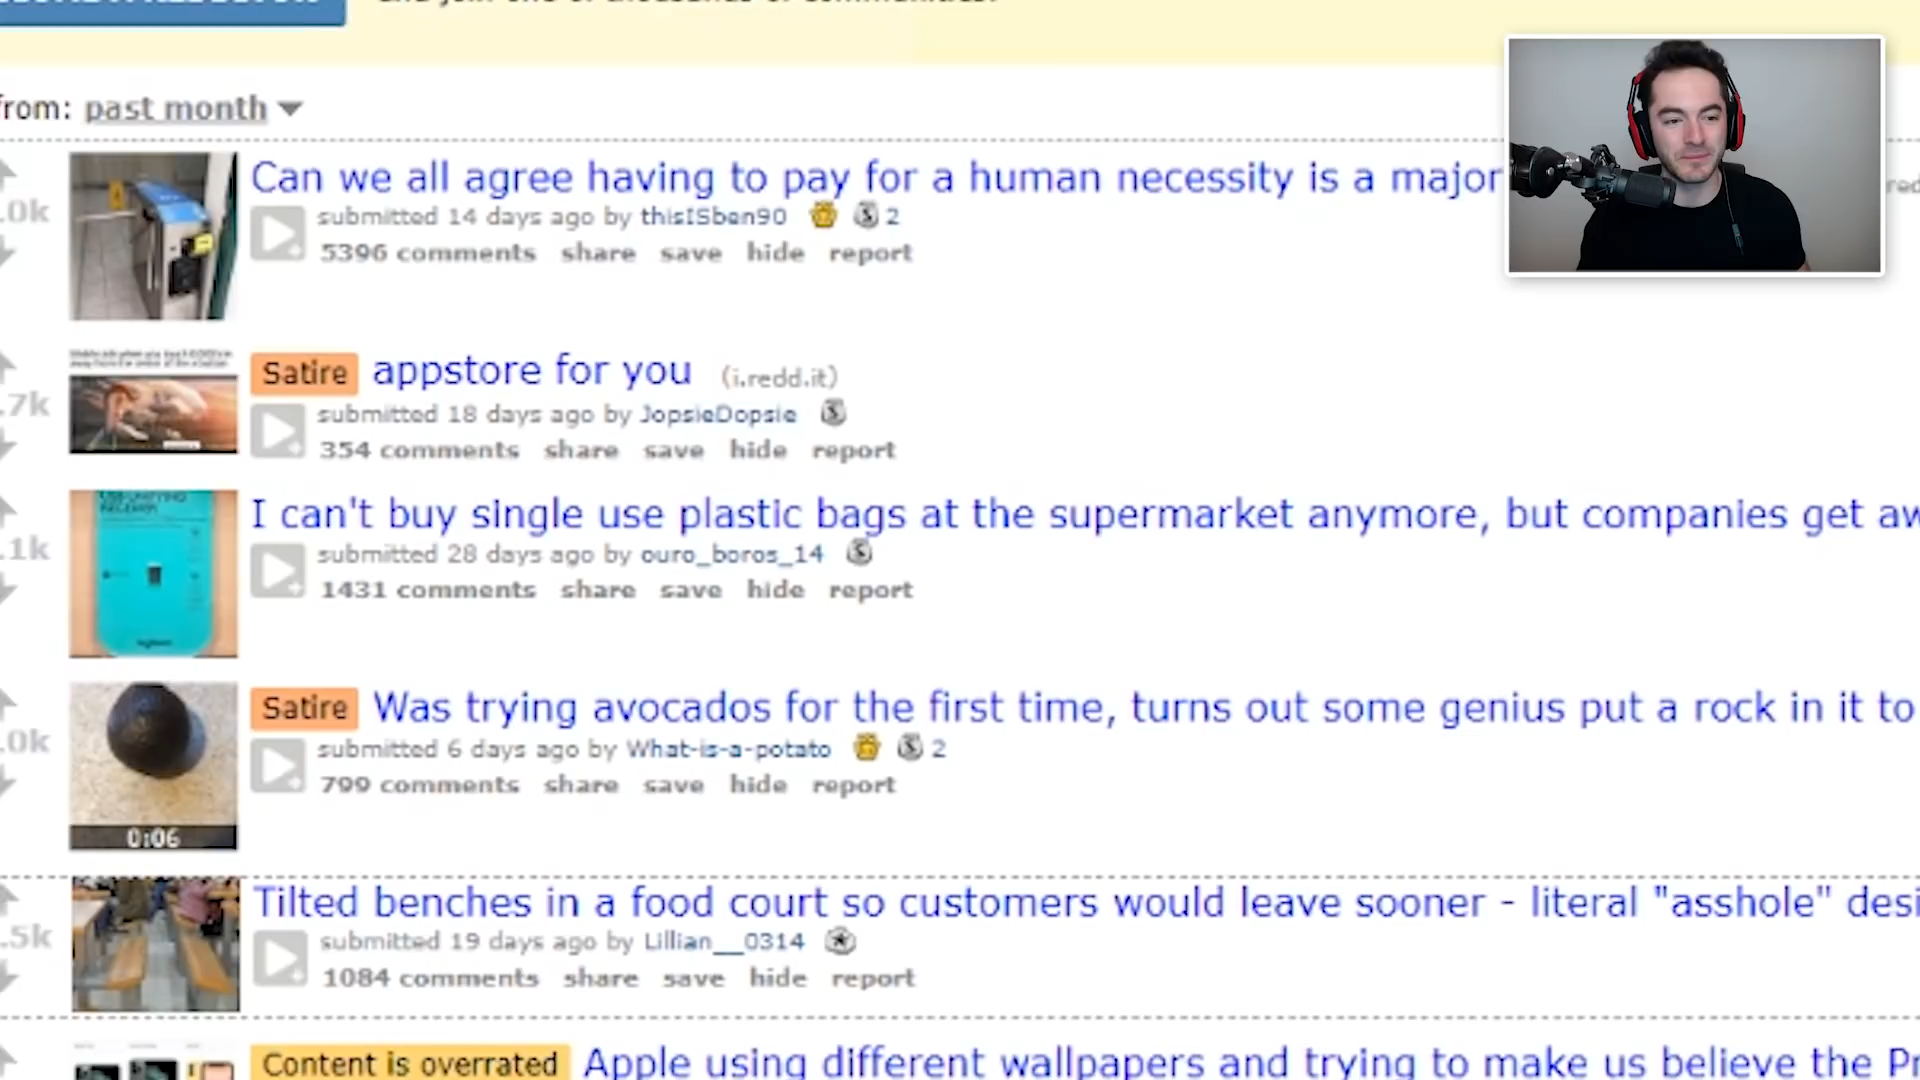 from: past month
Can we all agree having to pay for a human necessity is a major
.0k
submitted 14 days ago by thisISben90 2
5396 comments share save hide report
Satire appstore for you (i.redd.it)
.7k
submitted 18 days ago by JopsieDopsie
354 comments share save hide report
I can't buy single use plastic bags at the supermarket anymore, but companies get aw
.1k
submitted 28 days ago by ouro_boros_14
1431 comments share save hide report
Satire Was trying avocados for the first time, turns out some genius put a rock in it to
.0k
submitted 6 days ago by What-is-a-potato 2
799 comments share save hide report
0:06
Tilted benches in a food court so customers would leave sooner - literal "asshole" desi
.5k
submitted 19 days ago by Lillian__0314
1084 comments share save hide report
Content is overrated Apple using different wallpapers and trying to make us believe the Pr